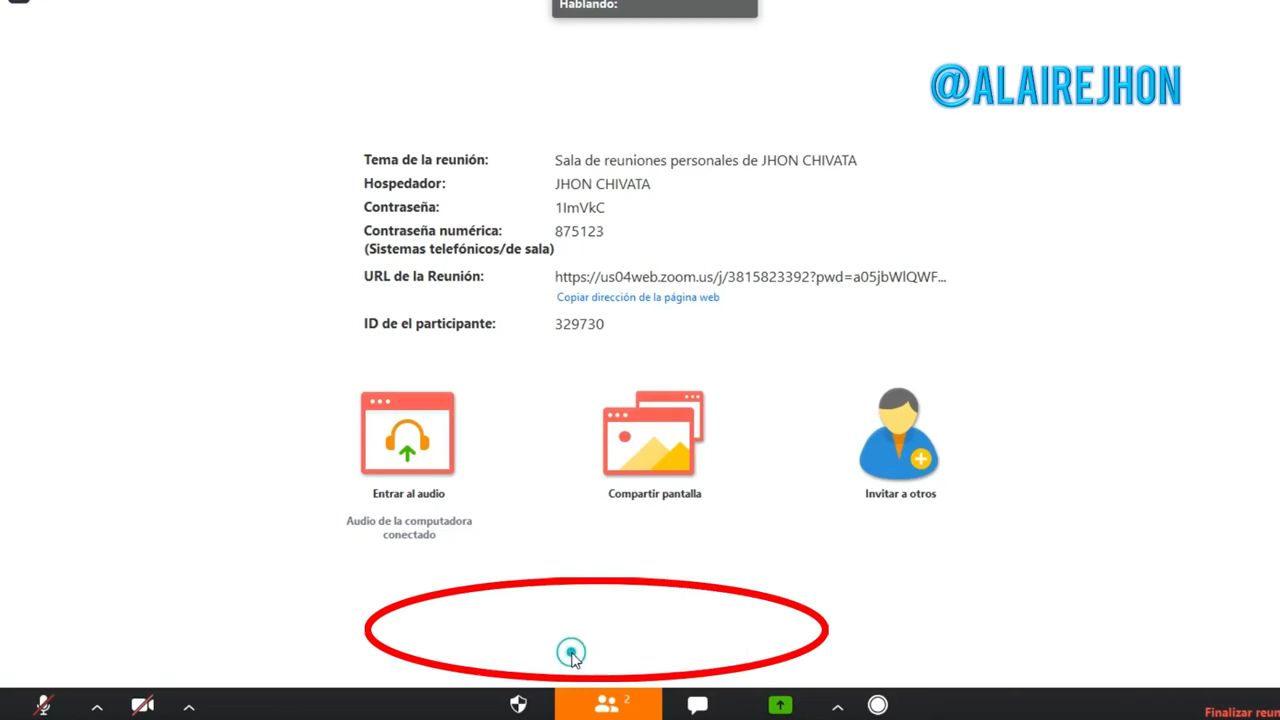 Hablando:
@ALAIREJHON
Tema de la reunión: Sala de reuniones personales de JHON CHIVATA
Hospedador: JHON CHIVATA
Contraseña: 1ImVkC
Contraseña numérica: 875123
(Sistemas telefónicos/de sala)
URL de la Reunión: https://us04web.zoom.us/j/3815823392?pwd=a05jbWlQWF...
Copiar dirección de la página web
ID de el participante: 329730
Entrar al audio
Compartir pantalla
Invitar a otros
Audio de la computadora
conectado
2
Finalizar reun